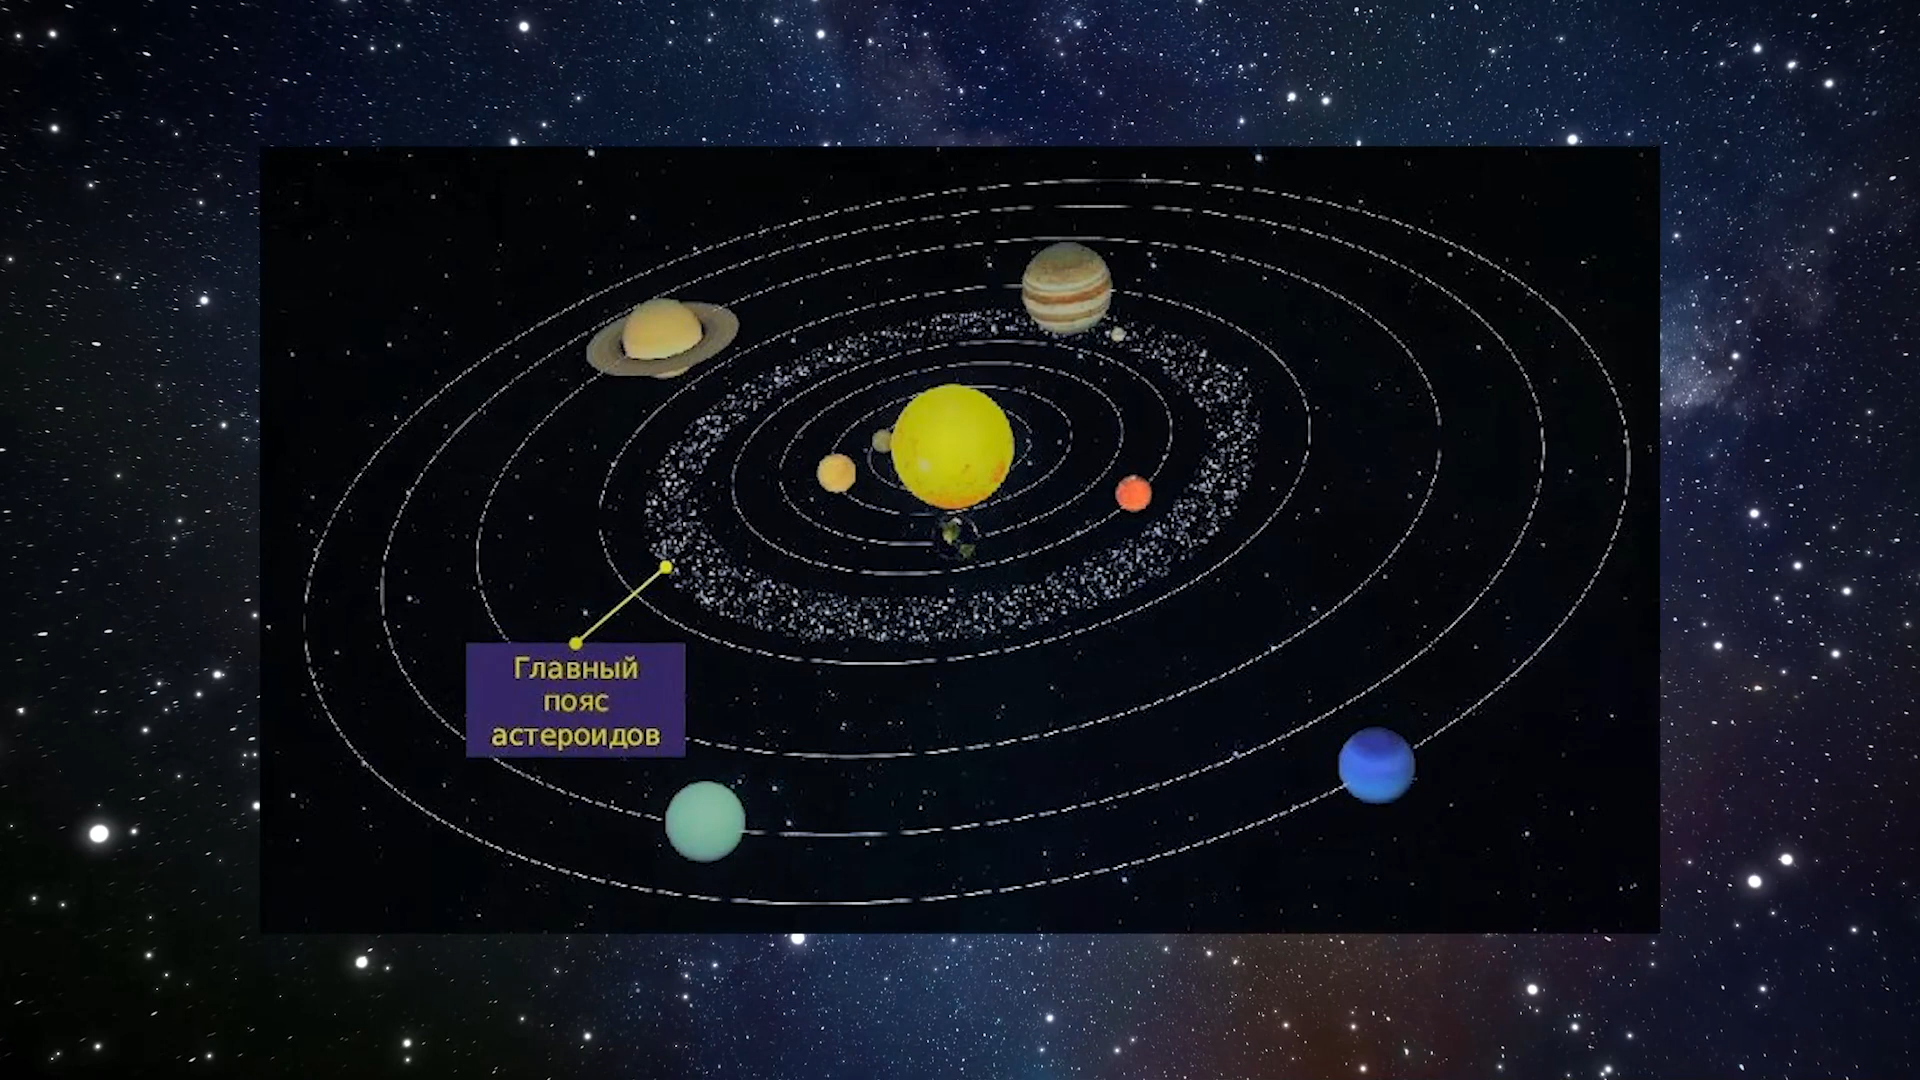 Главный
пояс
астероидов